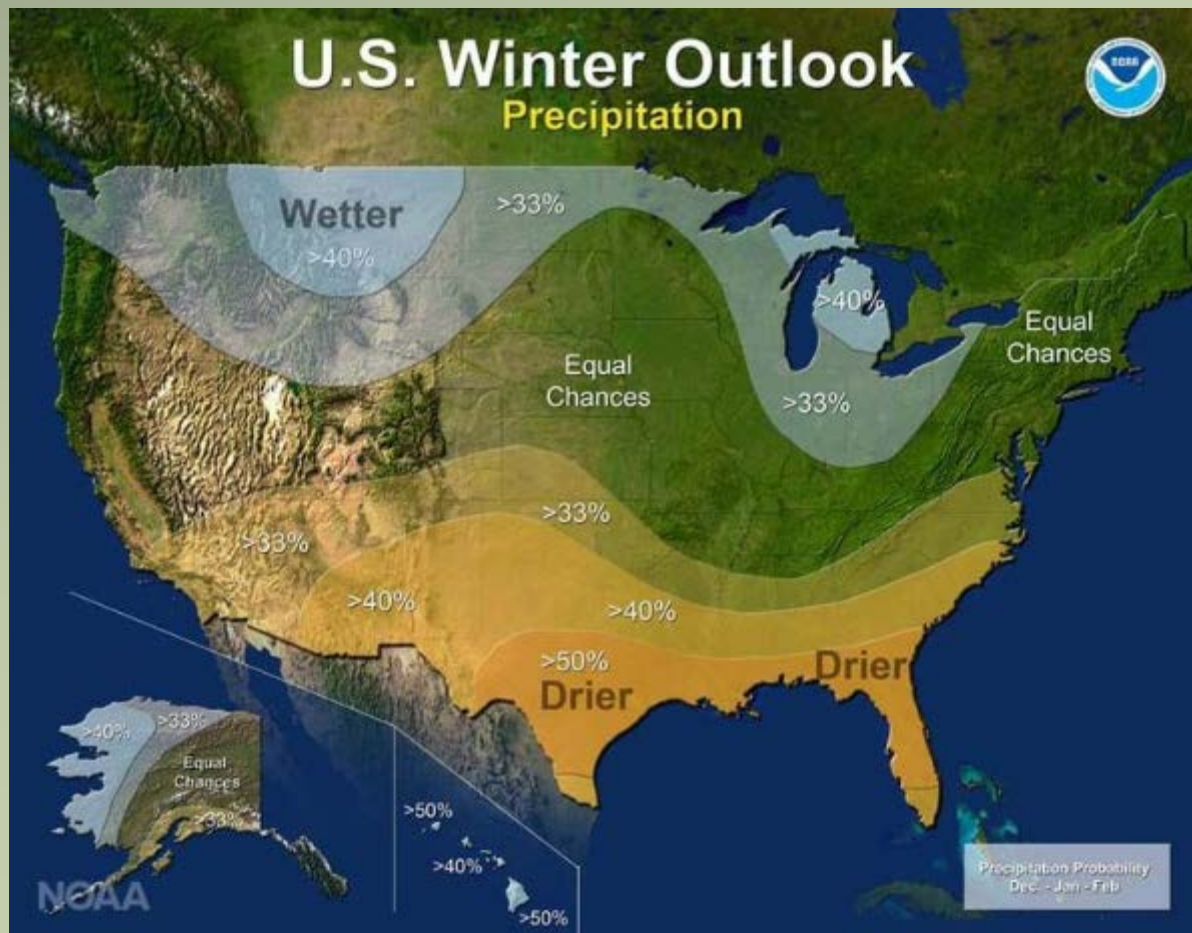 U.S. Winter Outlook
Precipitation
NOAA
Wetter
>40%
>33%
>40%
Equal
Chances
Equal
Chances
>33%
>33%
>33%
>40%
>40%
>50%
Drier
Drier
>40%
>33%
Equal
Chances
>33%
>50%
>40%
>50%
NOAA
Precipitation Probability
Dec. - Jan - Feb